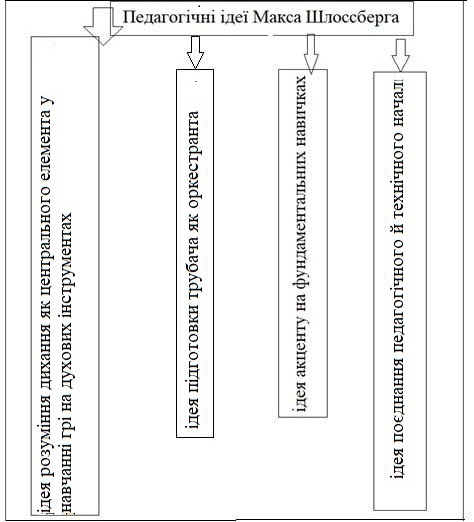 Педагогічні ідеї Макса Шлоссберга
ідея розуміння дихання як центрального елемента у
навчанні грі на духових інструментах
ідея підготовки трубача як оркестранта
ідея акценту на фундаментальних навичках
ідея поєднання педагогічного й технічного начал